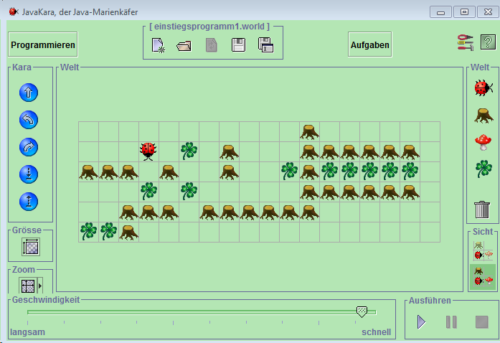 JavaKara, der Java-Marienkäfer
[ einstiegsprogramm1.world ]
Programmieren
Aufgaben
Kara
Welt
Welt
Grösse
Zoom
Sicht
Geschwindigkeit
langsam
schnell
Ausführen